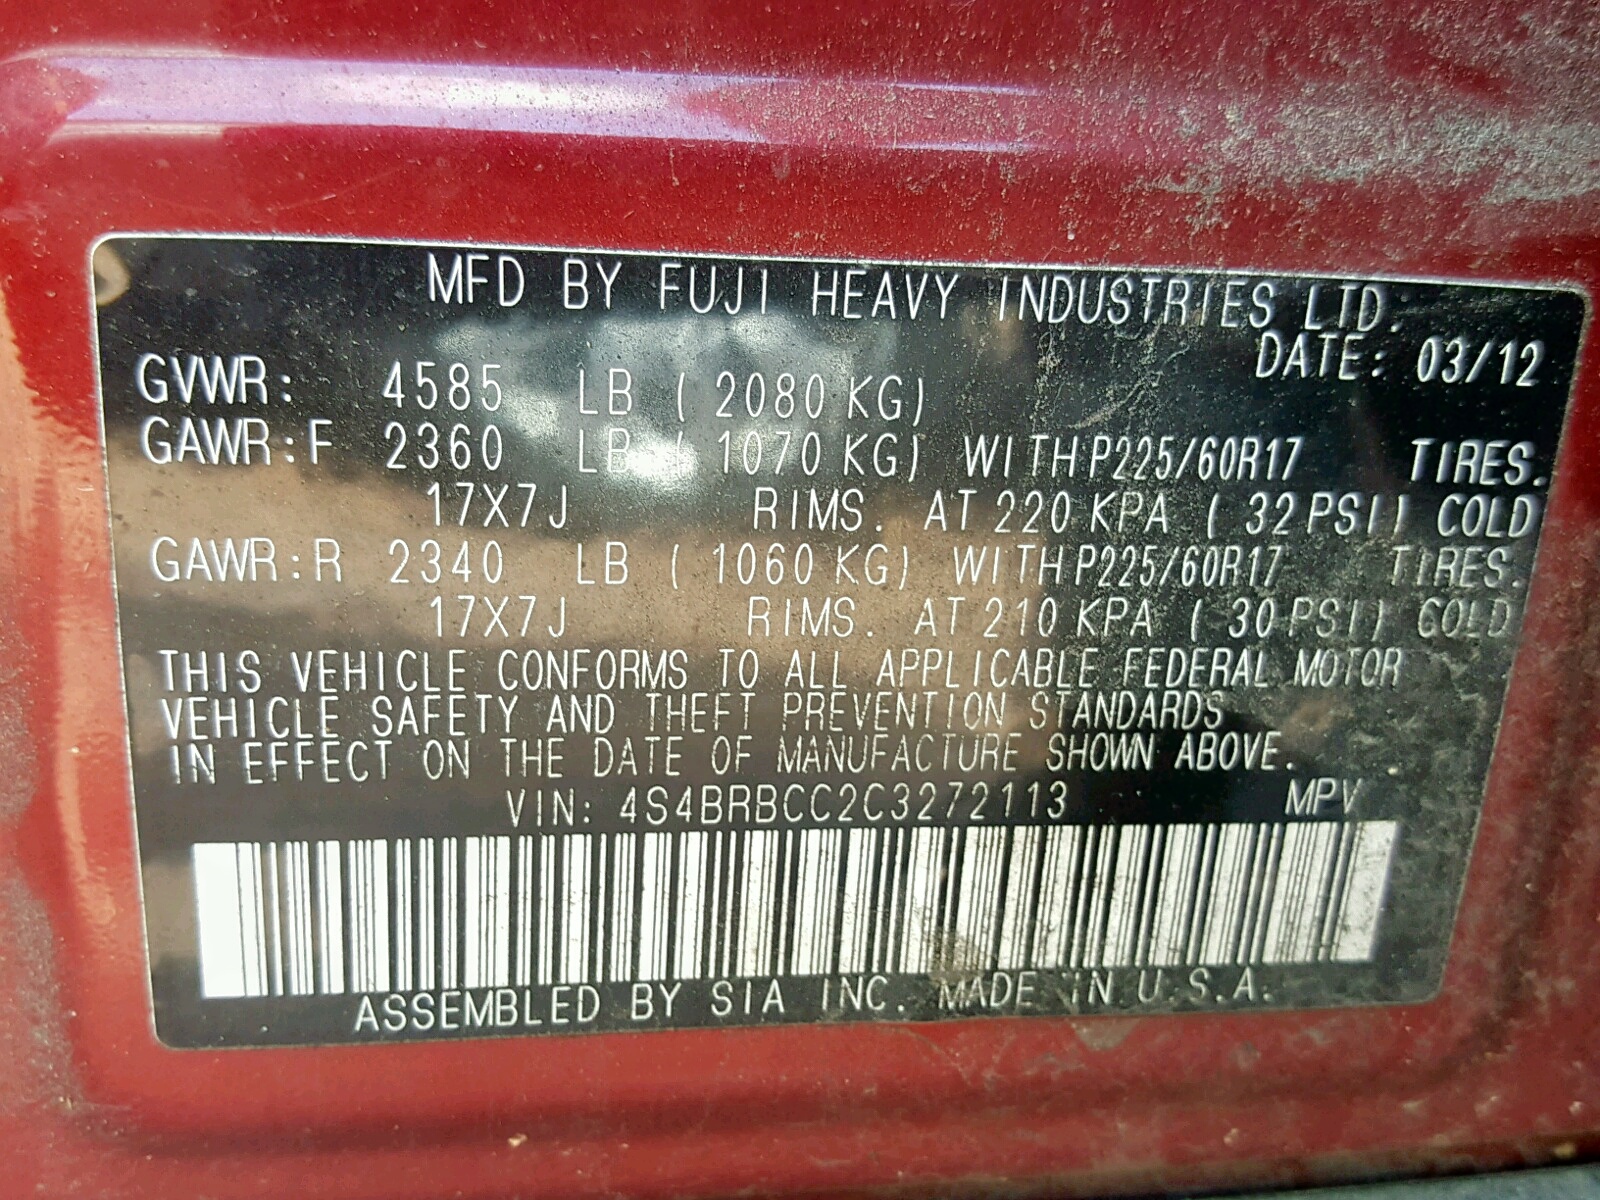 MFD BY FUJI HEAVY INDUSTRIES LTD.
DATE: 03/12
GVWR: 4585 LB ( 2080 KG)
GAWR:F 2360 LB ( 1070 KG) WITH P225/60R17 TIRES.
17X7J RIMS. AT 220 KPA ( 32 PSI) COLD
GAWR:R 2340 LB ( 1060 KG) WITH P225/60R17 TIRES.
17X7J RIMS. AT 210 KPA ( 30 PSI) COLD
THIS VEHICLE CONFORMS TO ALL APPLICABLE FEDERAL MOTOR
VEHICLE SAFETY AND THEFT PREVENTION STANDARDS
IN EFFECT ON THE DATE OF MANUFACTURE SHOWN ABOVE.
VIN: 4S4BRBCC2C3272113 MPV
ASSEMBLED BY SIA INC. MADE IN U.S.A.